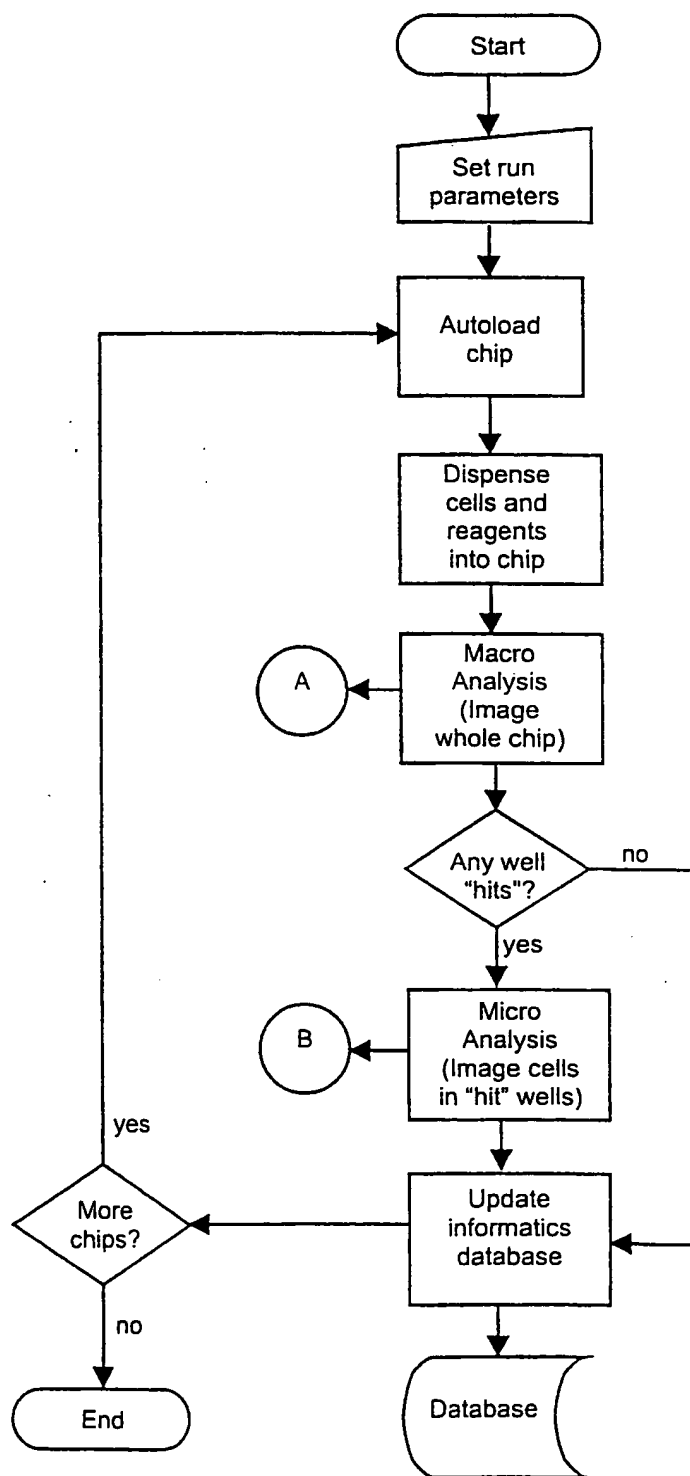 Start
Set run
parameters
Autoload
chip
Dispense
cells and
reagents
into chip
Macro
Analysis
(Image
whole chip)
A
Any well
"hits"?
no
yes
Micro
Analysis
(Image cells
in "hit" wells)
B
Update
informatics
database
yes
More
chips?
no
End
Database